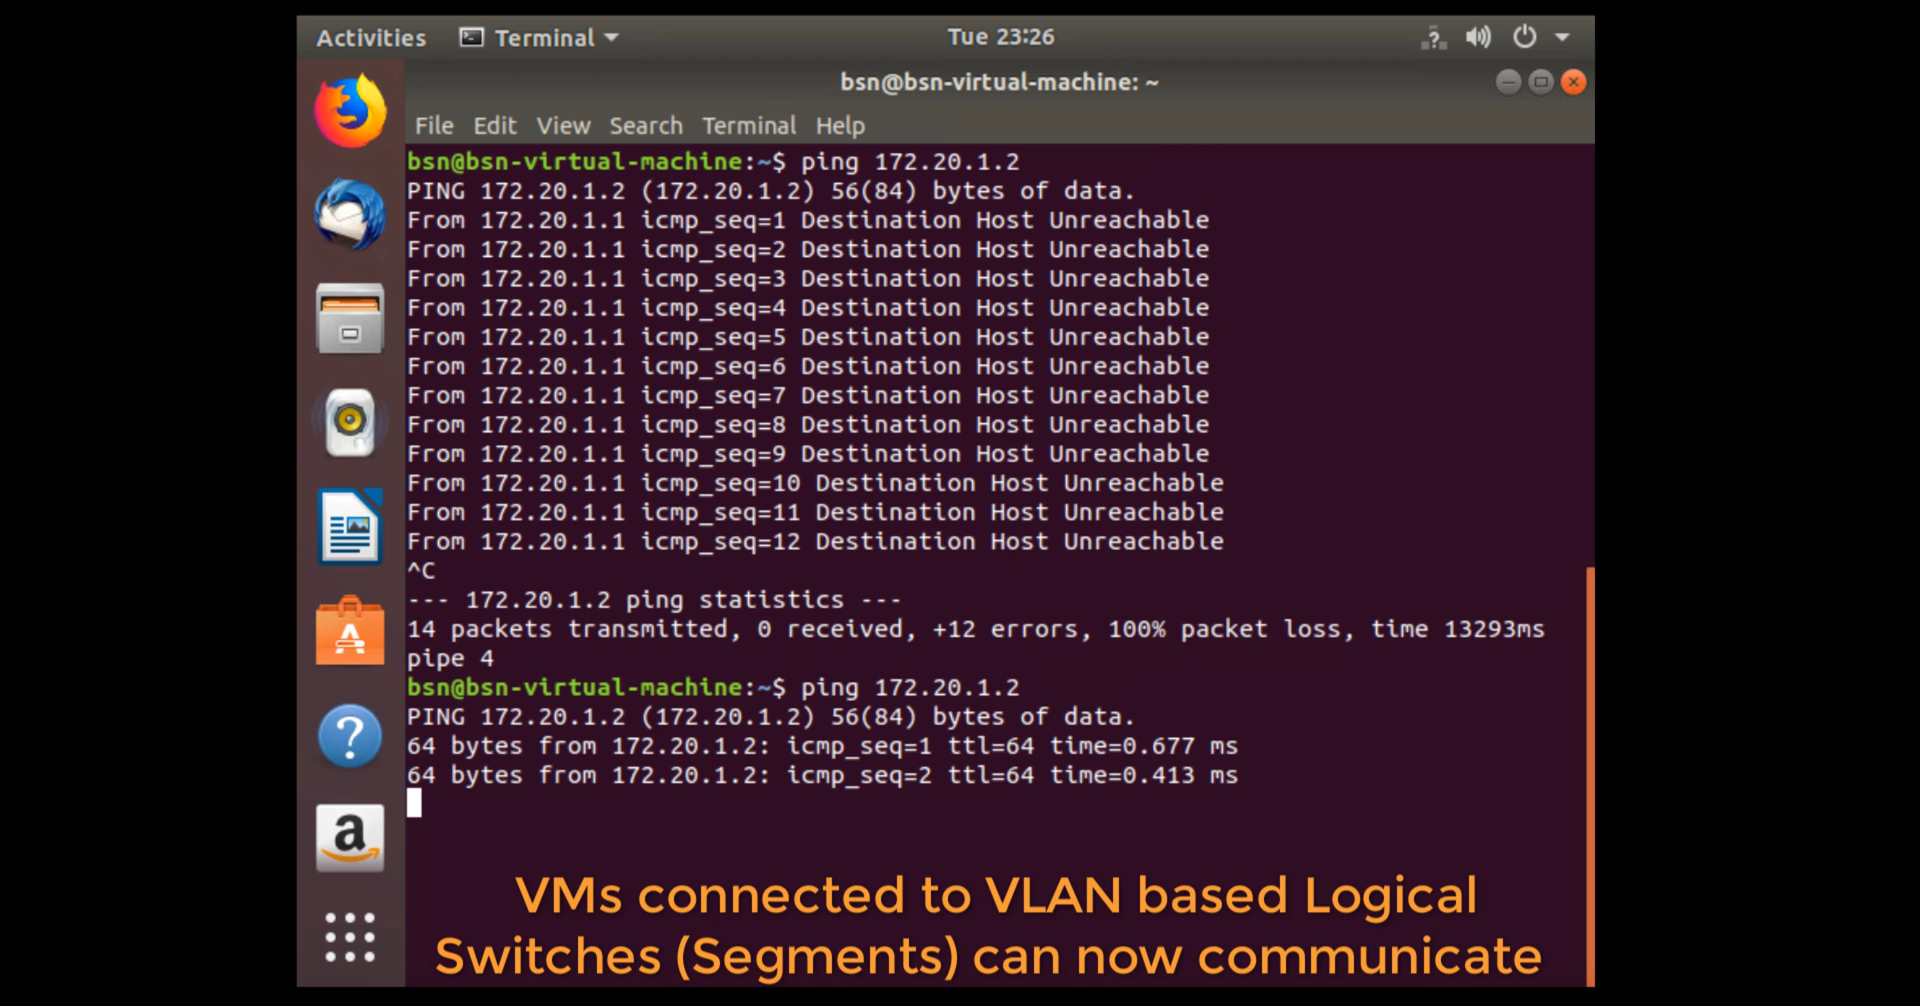 Activities Terminal Tue 23:26 ?
bsn@bsn-virtual-machine: ~
File Edit View Search Terminal Help
bsn@bsn-virtual-machine:~$ ping 172.20.1.2
PING 172.20.1.2 (172.20.1.2) 56(84) bytes of data.
From 172.20.1.1 icmp_seq=1 Destination Host Unreachable
From 172.20.1.1 icmp_seq=2 Destination Host Unreachable
From 172.20.1.1 icmp_seq=3 Destination Host Unreachable
From 172.20.1.1 icmp_seq=4 Destination Host Unreachable
From 172.20.1.1 icmp_seq=5 Destination Host Unreachable
From 172.20.1.1 icmp_seq=6 Destination Host Unreachable
From 172.20.1.1 icmp_seq=7 Destination Host Unreachable
From 172.20.1.1 icmp_seq=8 Destination Host Unreachable
From 172.20.1.1 icmp_seq=9 Destination Host Unreachable
From 172.20.1.1 icmp_seq=10 Destination Host Unreachable
From 172.20.1.1 icmp_seq=11 Destination Host Unreachable
From 172.20.1.1 icmp_seq=12 Destination Host Unreachable
^C
--- 172.20.1.2 ping statistics ---
14 packets transmitted, 0 received, +12 errors, 100% packet loss, time 13293ms
pipe 4
bsn@bsn-virtual-machine:~$ ping 172.20.1.2
PING 172.20.1.2 (172.20.1.2) 56(84) bytes of data.
64 bytes from 172.20.1.2: icmp_seq=1 ttl=64 time=0.677 ms
64 bytes from 172.20.1.2: icmp_seq=2 ttl=64 time=0.413 ms
VMs connected to VLAN based Logical
Switches (Segments) can now communicate